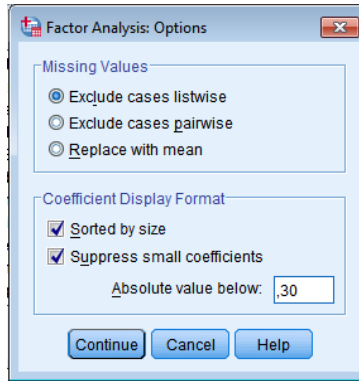 Factor Analysis: Options
Missing Values
Exclude cases listwise
Exclude cases pairwise
Replace with mean
Coefficient Display Format
Sorted by size
Suppress small coefficients
Absolute value below: ,30
Continue Cancel Help